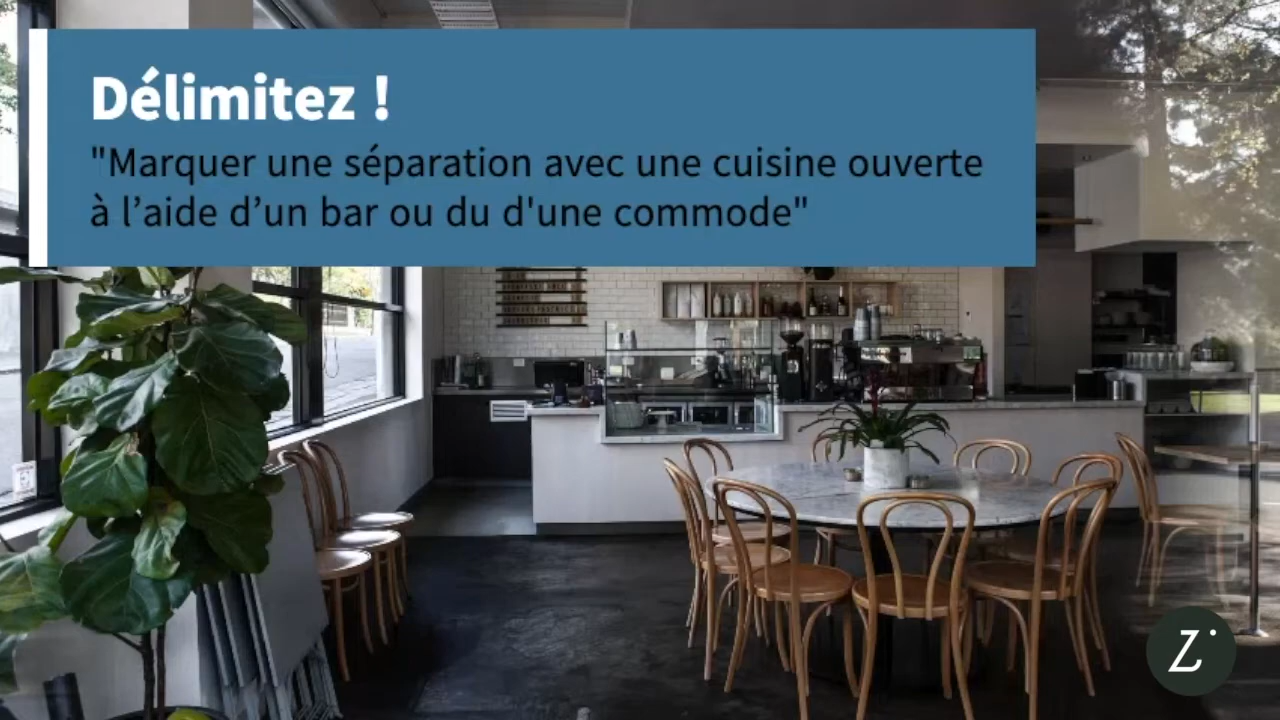 Délimitez !
"Marquer une séparation avec une cuisine ouverte
à l’aide d’un bar ou du d'une commode"
Z